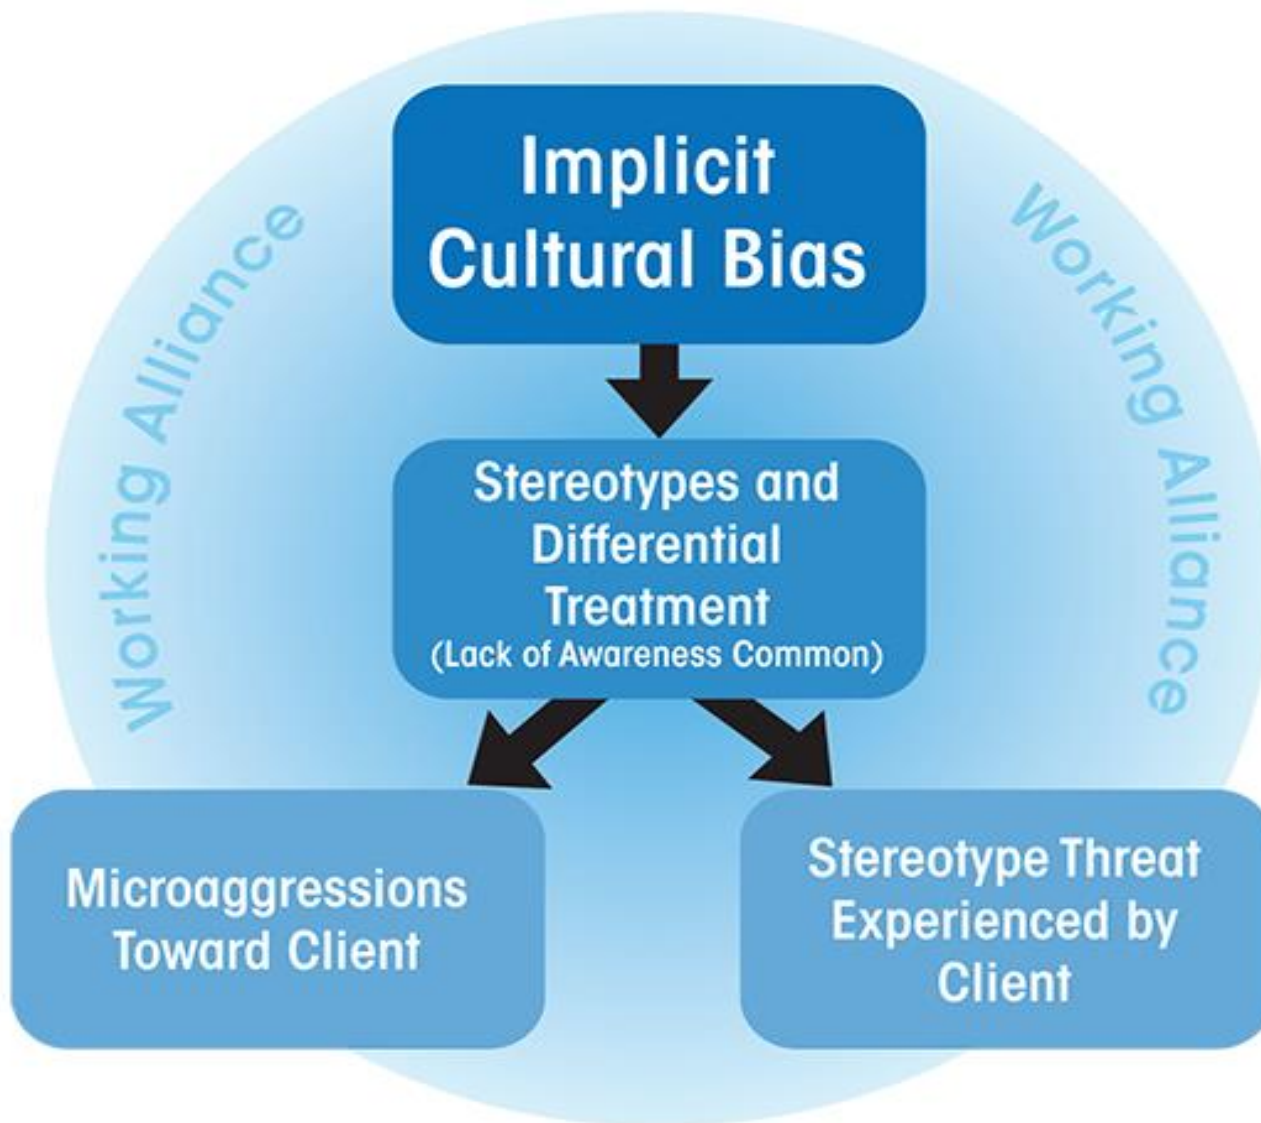 Working Alliance
Working Alliance
Implicit
Cultural Bias
Stereotypes and
Differential
Treatment
(Lack of Awareness Common)
Microaggressions
Toward Client
Stereotype Threat
Experienced by
Client